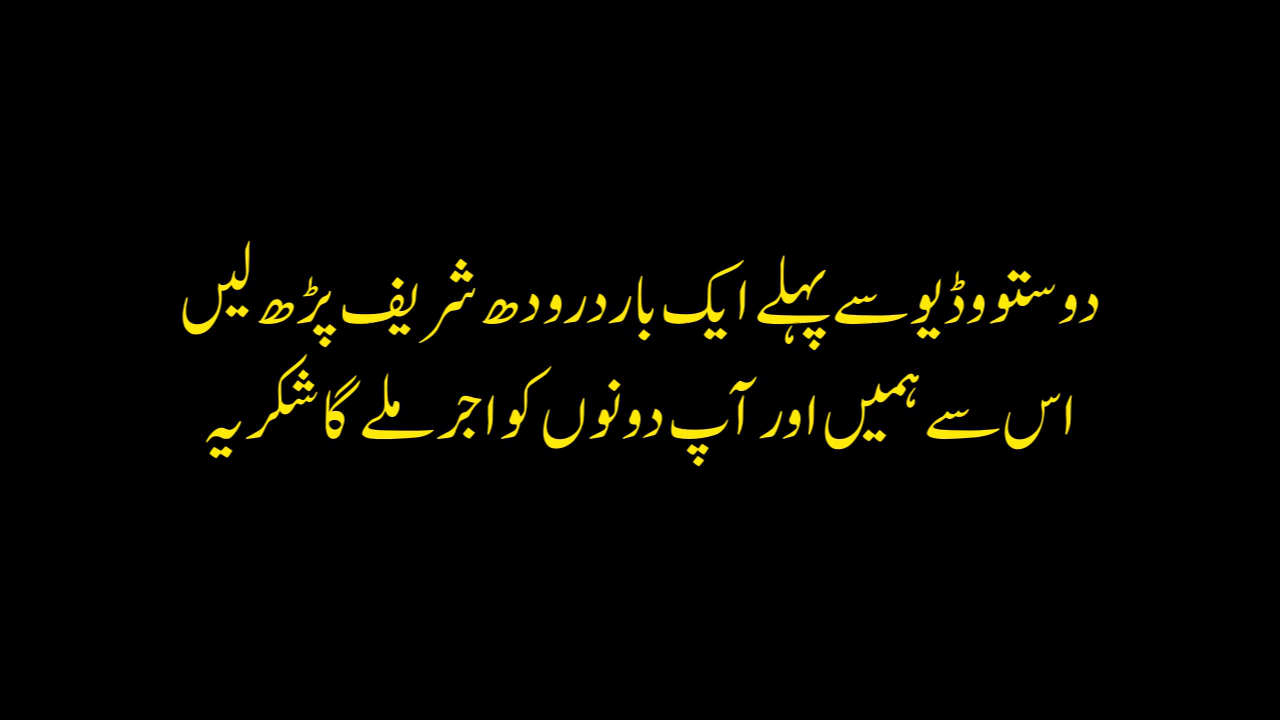 دوستو وڈیو سے پہلے ایک بار درودھ شریف پڑھ لیں
اس سے ہمیں اور آپ دونوں کو اجر ملے گا شکریہ